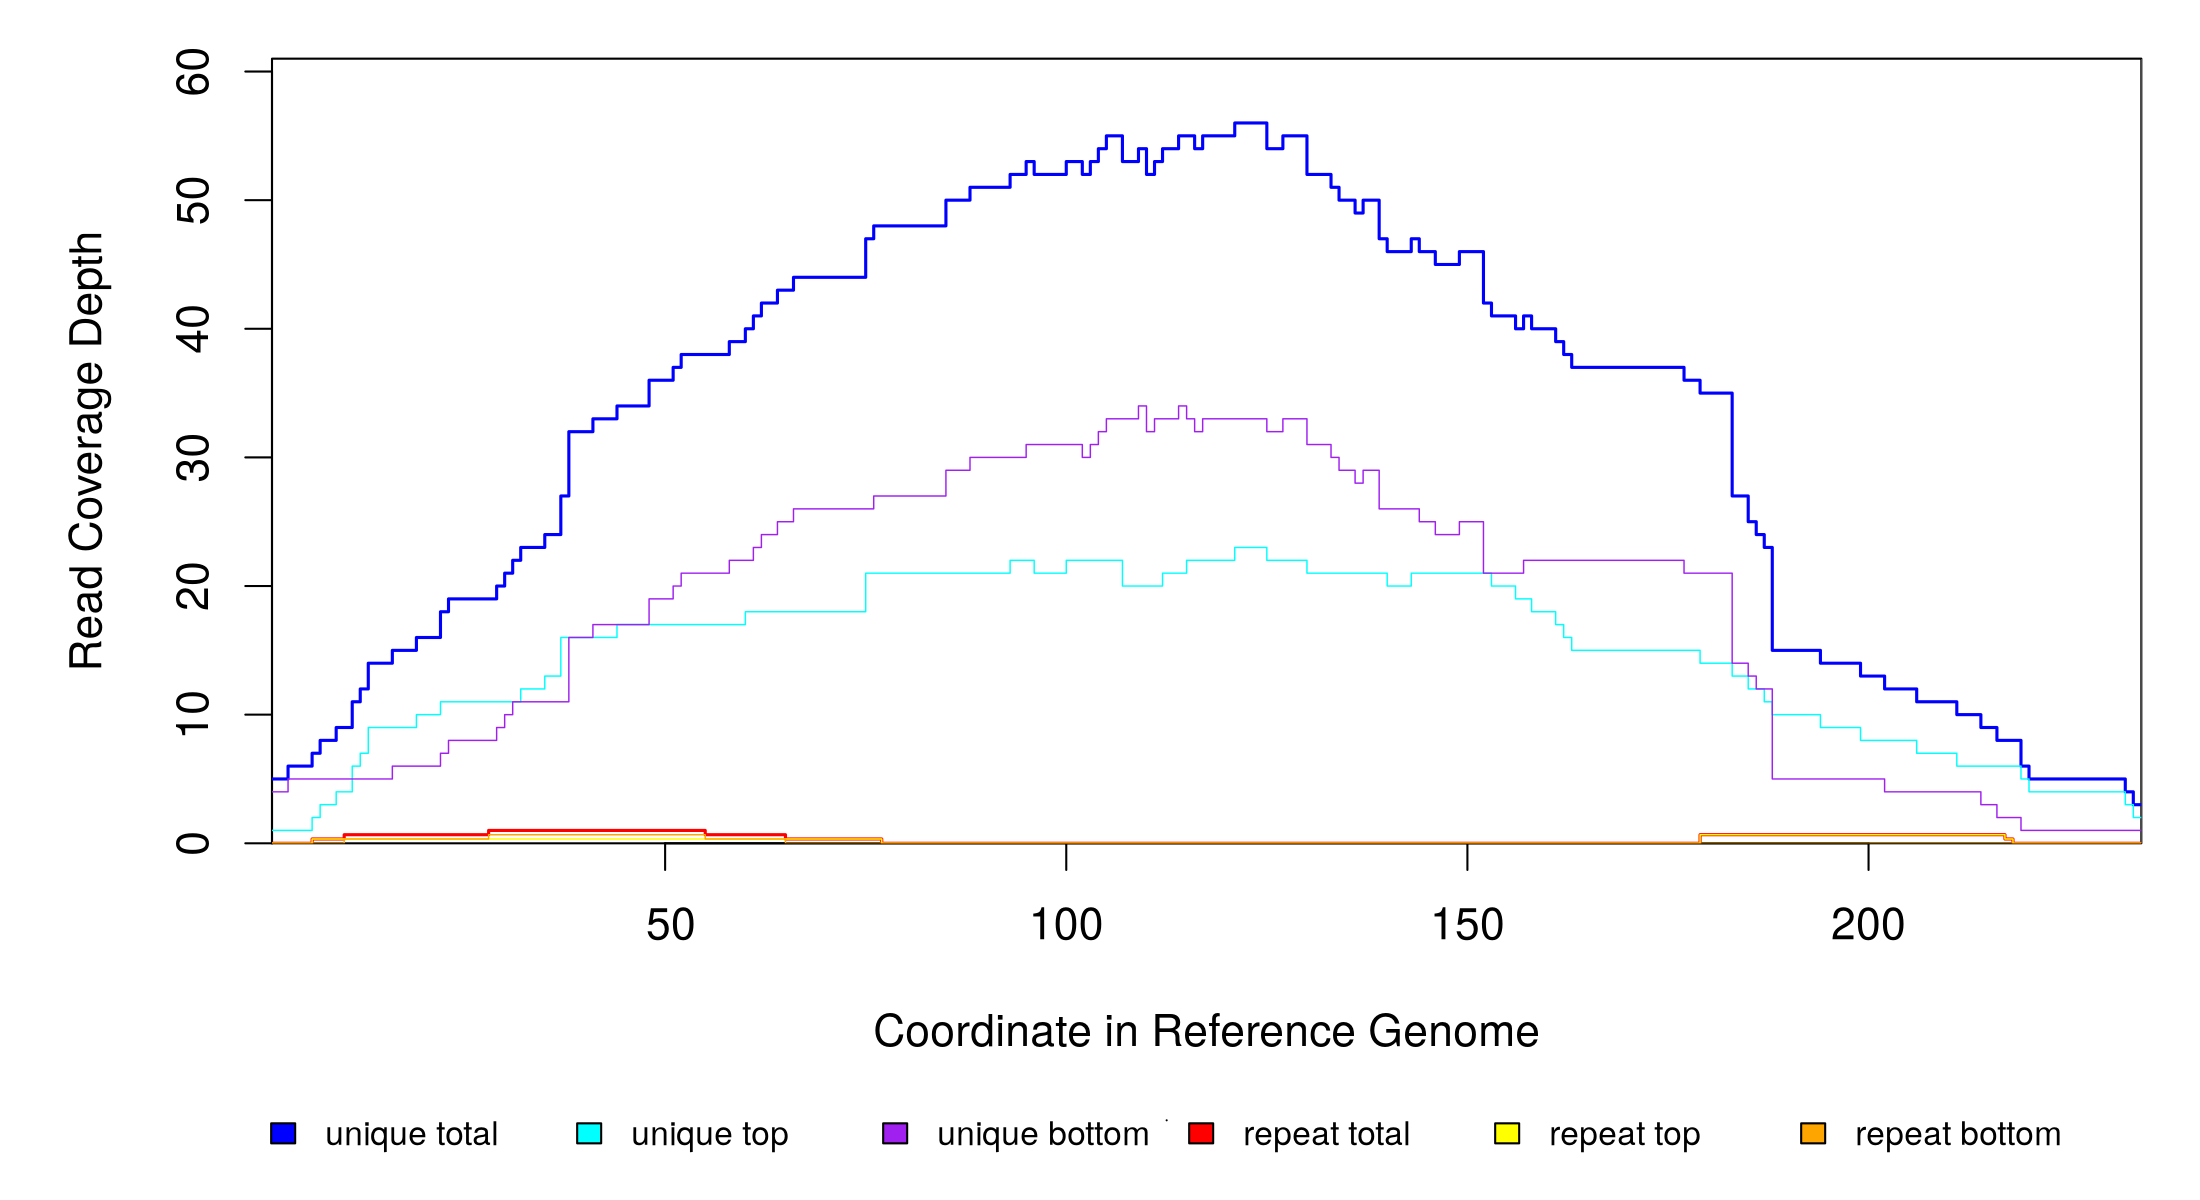 60
50
40
30
20
10
0
Read Coverage Depth
50 100 150 200
Coordinate in Reference Genome
unique total unique top unique bottom repeat total repeat top repeat bottom